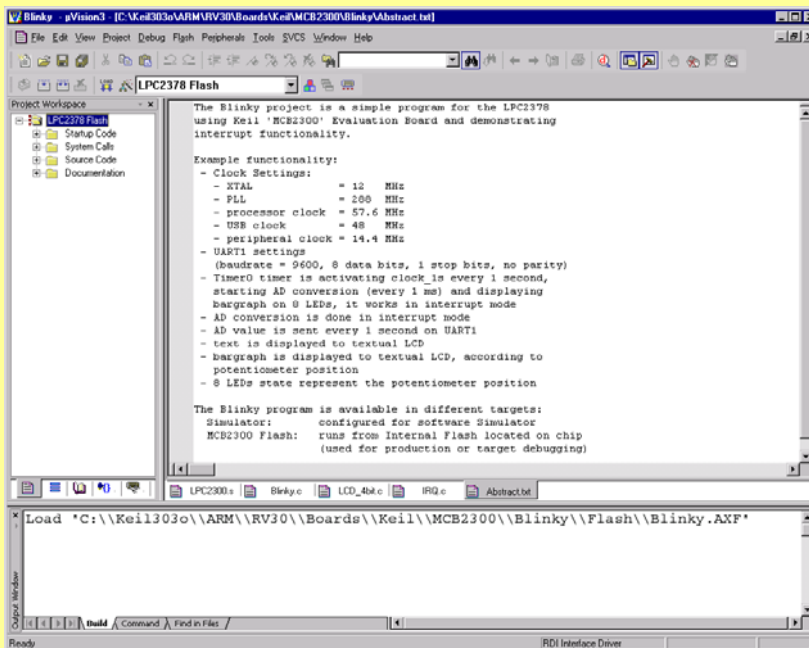 Blinky - µVision3 - [C:\Keil303o\ARM\RV30\Boards\Keil\MCB2300\Blinky\Abstract.txt]
File Edit View Project Debug Flash Peripherals Tools SVCS Window Help
LPC2378 Flash
Project Workspace
LPC2378 Flash
Startup Code
System Calls
Source Code
Documentation
The Blinky project is a simple program for the LPC2378
using Keil 'MCB2300' Evaluation Board and demonstrating
interrupt functionality.
Example functionality:
- Clock Settings:
- XTAL = 12 MHz
- PLL = 288 MHz
- processor clock = 57.6 MHz
- USB clock = 48 MHz
- peripheral clock = 14.4 MHz
- UART1 settings
(baudrate = 9600, 8 data bits, 1 stop bits, no parity)
- Timer0 timer is activating clock_1s every 1 second,
starting AD conversion (every 1 ms) and displaying
bargraph on 8 LEDs, it works in interrupt mode
- AD conversion is done in interrupt mode
- AD value is sent every 1 second on UART1
- text is displayed to textual LCD
- bargraph is displayed to textual LCD, according to
potentiometer position
- 8 LEDs state represent the potentiometer position
The Blinky program is available in different targets:
Simulator: configured for software Simulator
MCB2300 Flash: runs from Internal Flash located on chip
(used for production or target debugging)
LPC2300.s Blinky.c LCD_4bit.c IRQ.c Abstract.txt
Load "C:\\Keil303o\\ARM\\RV30\\Boards\\Keil\\MCB2300\\Blinky\\Flash\\Blinky.AXF"
Output Window
Build Command Find in Files
Ready RDI Interface Driver